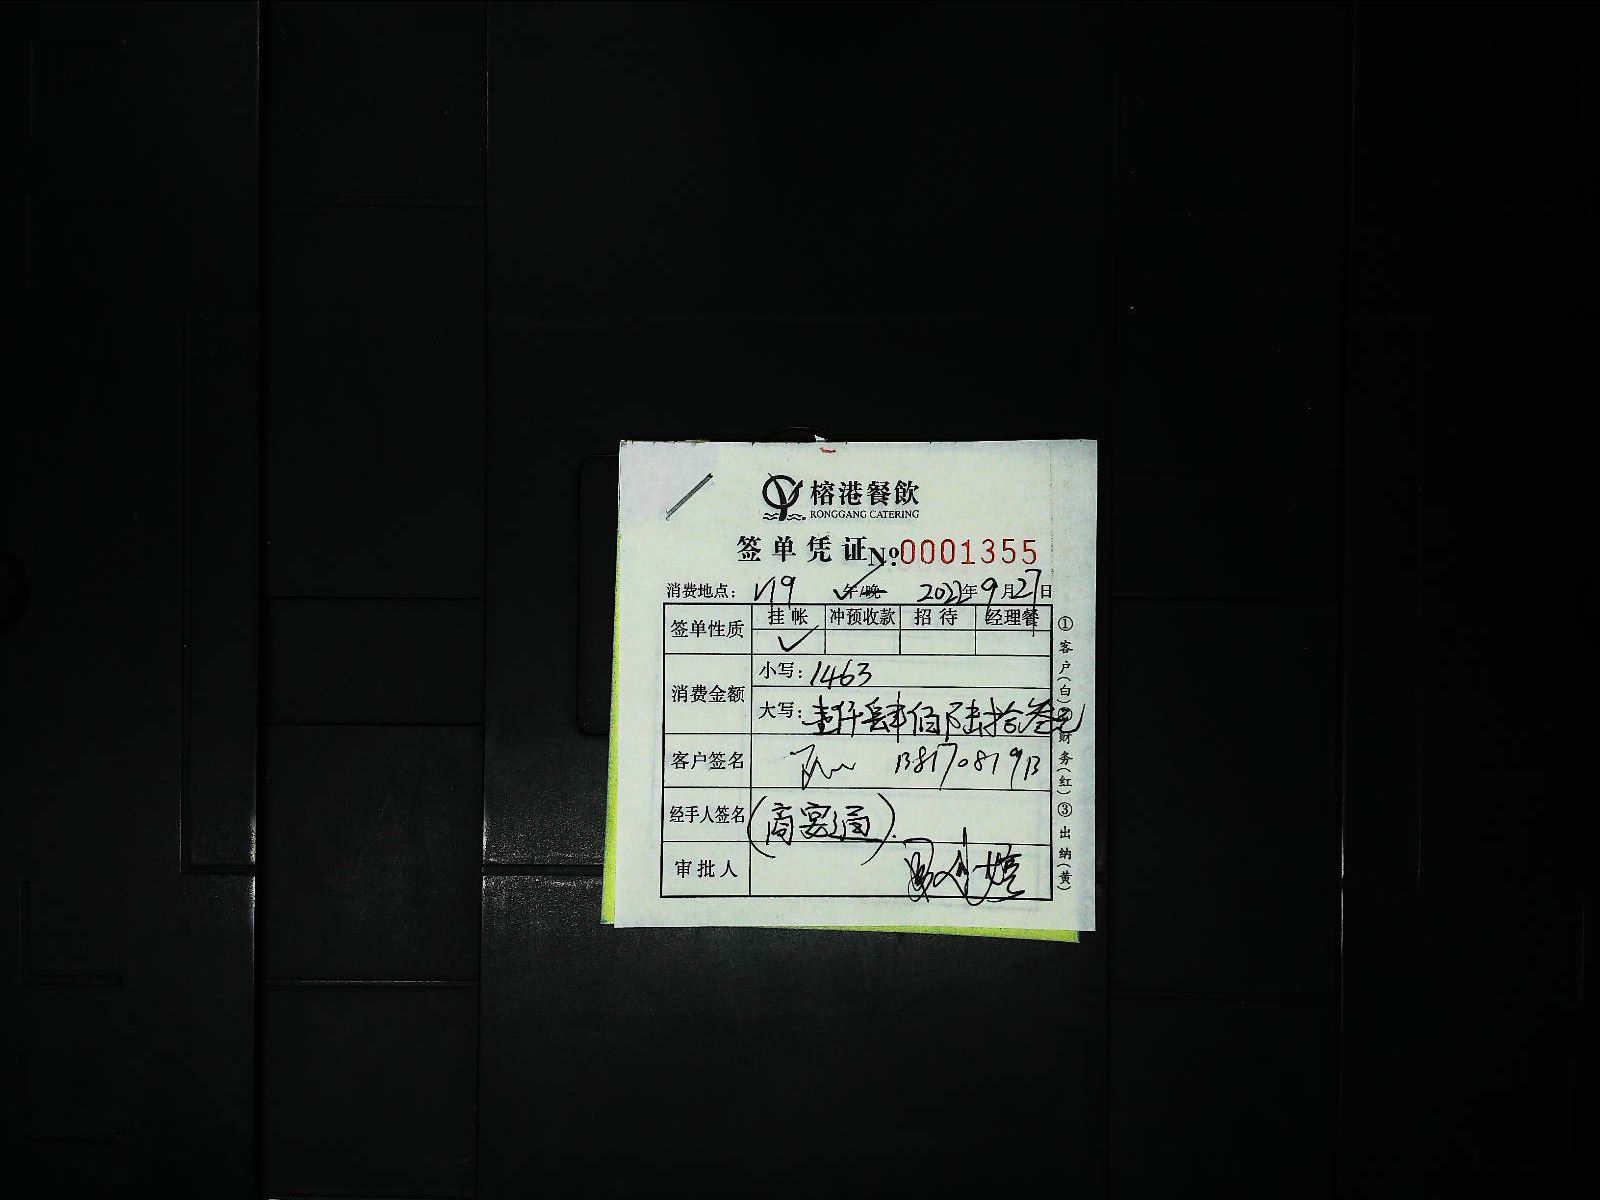 榕港餐飲
RONGGANG CATERING
签单凭证 No:0001355
消费地点: V19 午/晚 2022年9月27日
签单性质 挂帐 冲预收款 招待 经理餐
✓
消费金额 小写: 1463
大写: 壹仟肆佰陆拾叁元
客户签名 13817081913
经手人签名 (商宴通).
审批人
①客户(白)②财务(红)③出纳(黄)